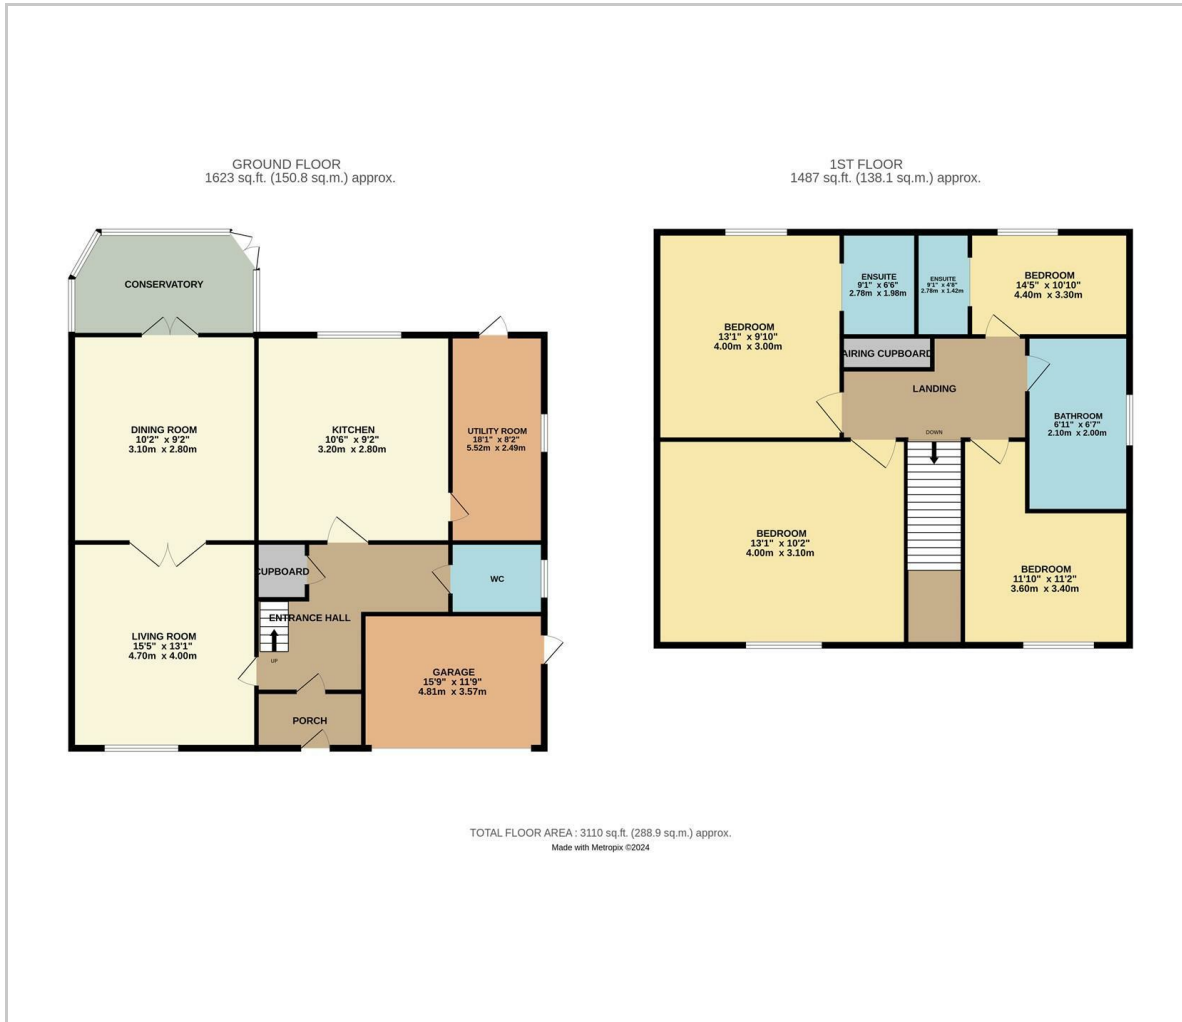 GROUND FLOOR
1623 sq.ft. (150.8 sq.m.) approx.
CONSERVATORY
DINING ROOM
10'2" x 9'2"
3.10m x 2.80m
KITCHEN
10'6" x 9'2"
3.20m x 2.80m
UTILITY ROOM
18'1" x 8'2"
5.52m x 2.49m
CUPBOARD
WC
ENTRANCE HALL
UP
LIVING ROOM
15'5" x 13'1"
4.70m x 4.00m
GARAGE
15'9" x 11'9"
4.81m x 3.57m
PORCH
1ST FLOOR
1487 sq.ft. (138.1 sq.m.) approx.
BEDROOM
13'1" x 9'10"
4.00m x 3.00m
ENSUITE
9'1" x 6'6"
2.78m x 1.98m
ENSUITE
9'1" x 4'8"
2.78m x 1.42m
BEDROOM
14'5" x 10'10"
4.40m x 3.30m
AIRING CUPBOARD
LANDING
DOWN
BATHROOM
6'11" x 6'7"
2.10m x 2.00m
BEDROOM
13'1" x 10'2"
4.00m x 3.10m
BEDROOM
11'10" x 11'2"
3.60m x 3.40m
TOTAL FLOOR AREA : 3110 sq.ft. (288.9 sq.m.) approx.
Made with Metropix ©2024